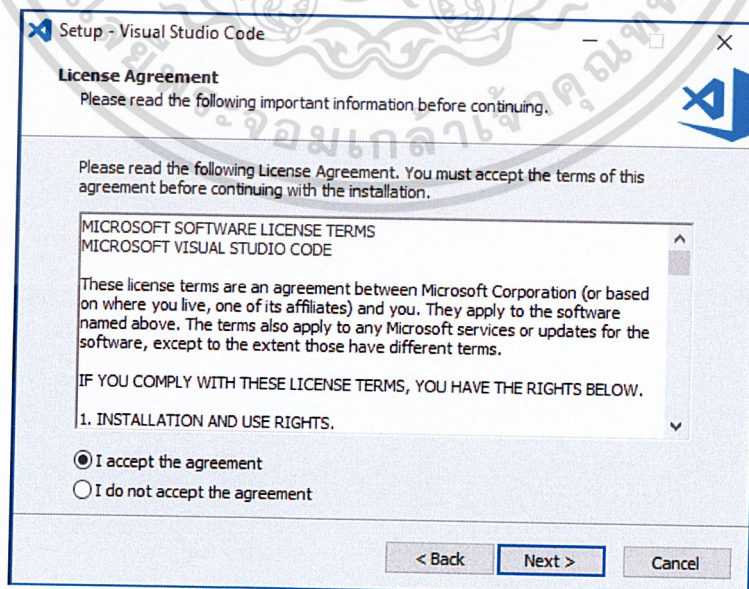 Setup - Visual Studio Code
License Agreement
Please read the following important information before continuing.
Please read the following License Agreement. You must accept the terms of this
agreement before continuing with the installation.
MICROSOFT SOFTWARE LICENSE TERMS
MICROSOFT VISUAL STUDIO CODE
These license terms are an agreement between Microsoft Corporation (or based
on where you live, one of its affiliates) and you. They apply to the software
named above. The terms also apply to any Microsoft services or updates for the
software, except to the extent those have different terms.
IF YOU COMPLY WITH THESE LICENSE TERMS, YOU HAVE THE RIGHTS BELOW.
1. INSTALLATION AND USE RIGHTS.
I accept the agreement
I do not accept the agreement
< Back
Next >
Cancel